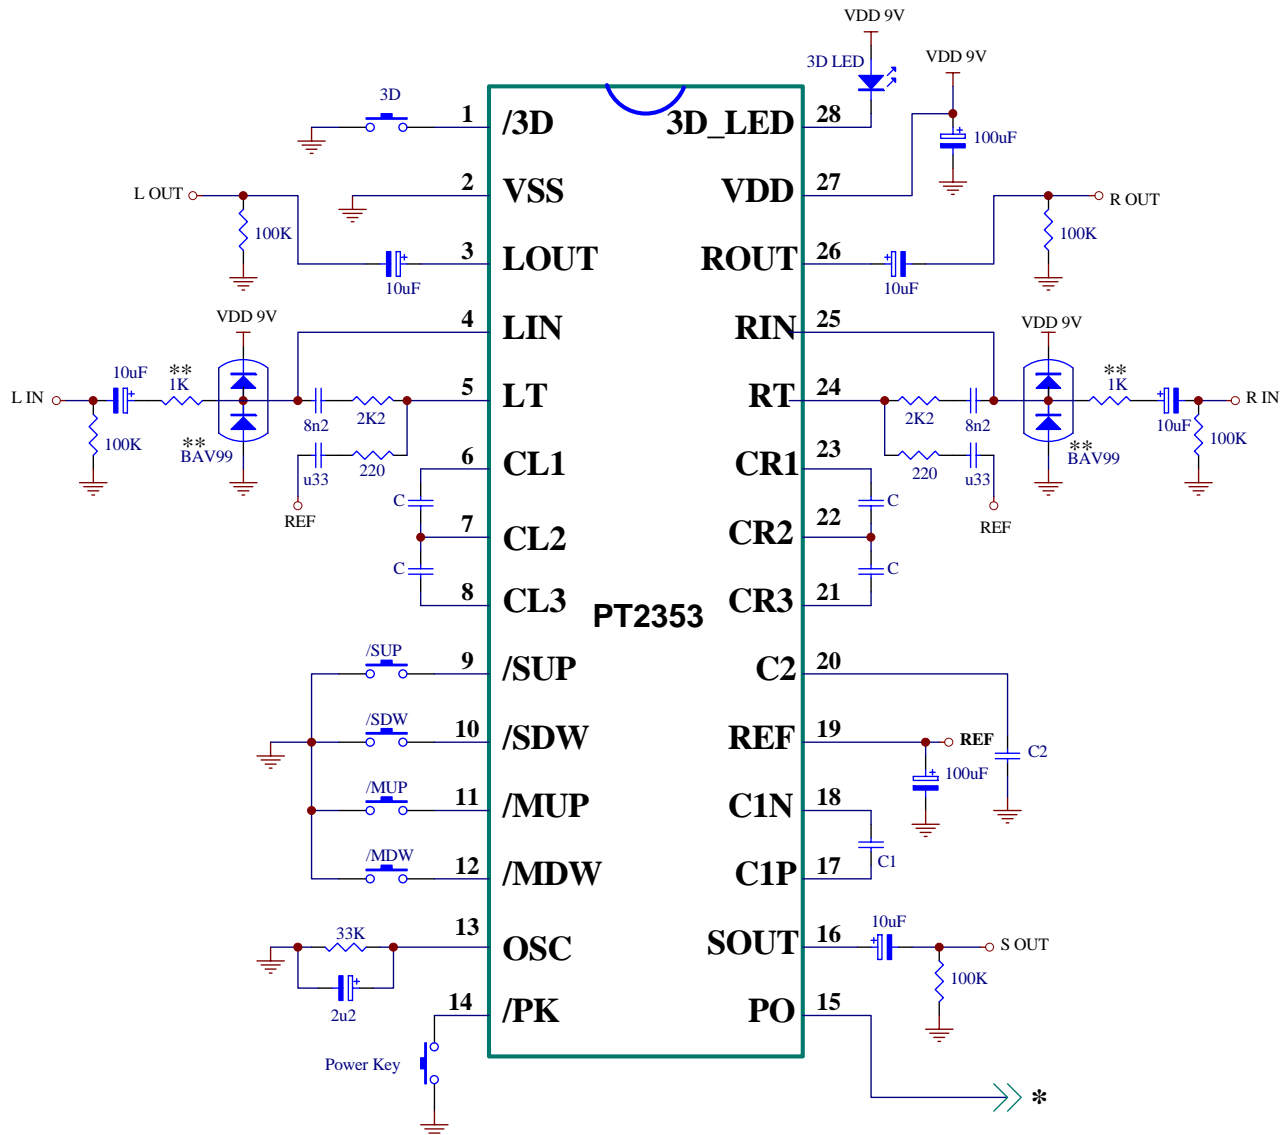 VDD 9V
3D LED
VDD 9V
3D
1
/3D
3D_LED
28
100uF
L OUT
2
VSS
VDD
27
R OUT
100K
3
LOUT
ROUT
26
100K
10uF
10uF
VDD 9V
4
LIN
RIN
25
VDD 9V
10uF
**
1K
**
1K
L IN
5
LT
RT
24
R IN
100K
**
BAV99
8n2
2K2
2K2
8n2
**
BAV99
10uF
100K
u33
220
6
CL1
CR1
23
220
u33
REF
C
C
REF
7
CL2
CR2
22
C
C
8
CL3
CR3
21
PT2353
/SUP
9
/SUP
C2
20
/SDW
10
/SDW
REF
19
REF
C2
100uF
/MUP
11
/MUP
C1N
18
C1
/MDW
12
/MDW
C1P
17
33K
13
OSC
SOUT
16
10uF
S OUT
100K
2u2
14
/PK
PO
15
Power Key
*